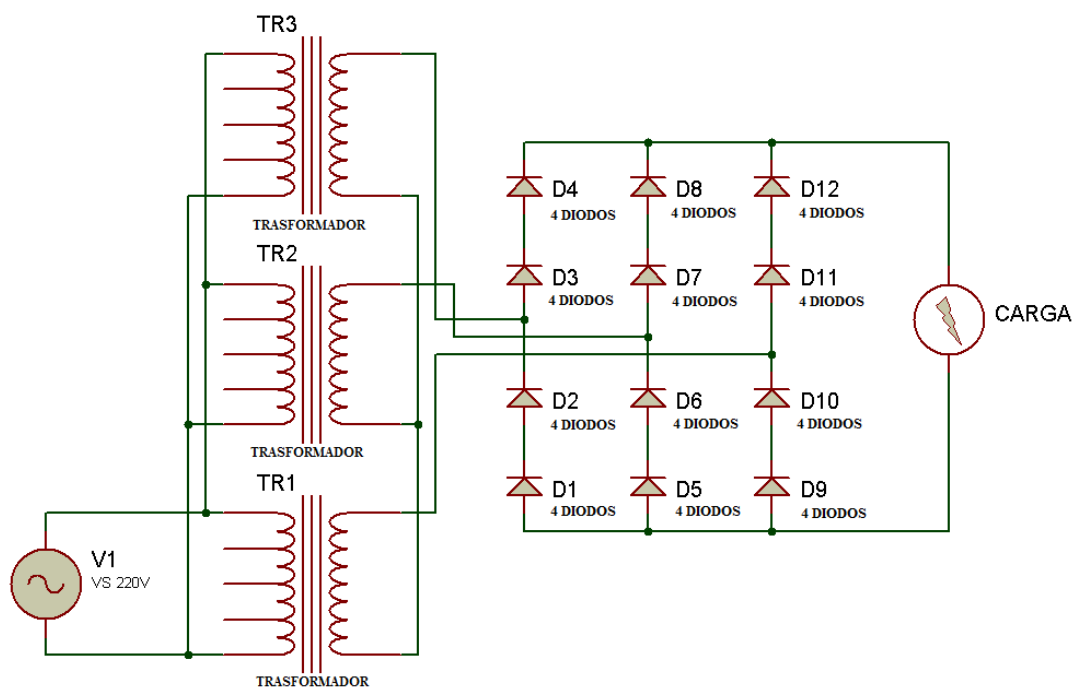 TR3
TRASFORMADOR
TR2
TRASFORMADOR
TR1
TRASFORMADOR
V1
VS 220V
D4
4 DIODOS
D8
4 DIODOS
D12
4 DIODOS
D3
4 DIODOS
D7
4 DIODOS
D11
4 DIODOS
CARGA
D2
4 DIODOS
D6
4 DIODOS
D10
4 DIODOS
D1
4 DIODOS
D5
4 DIODOS
D9
4 DIODOS